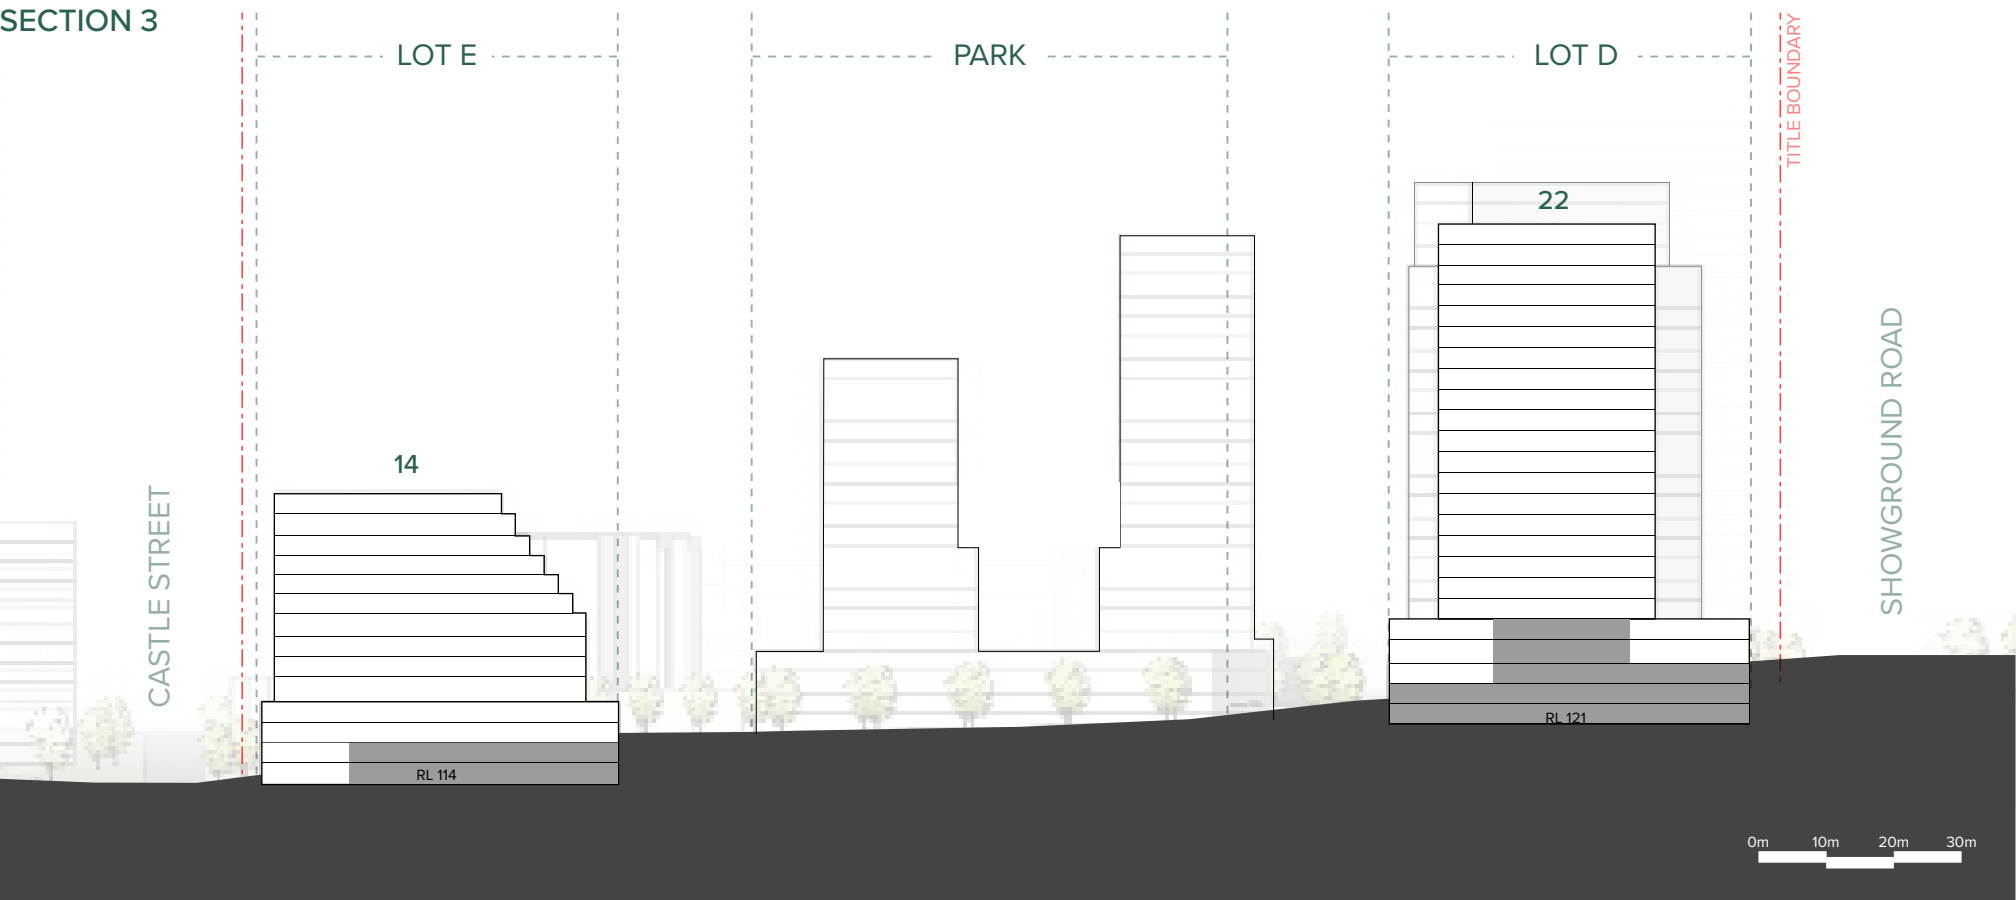 SECTION 3
LOT E
PARK
LOT D
TITLE BOUNDARY
22
14
CASTLE STREET
SHOWGROUND ROAD
RL 121
RL 114
0m 10m 20m 30m